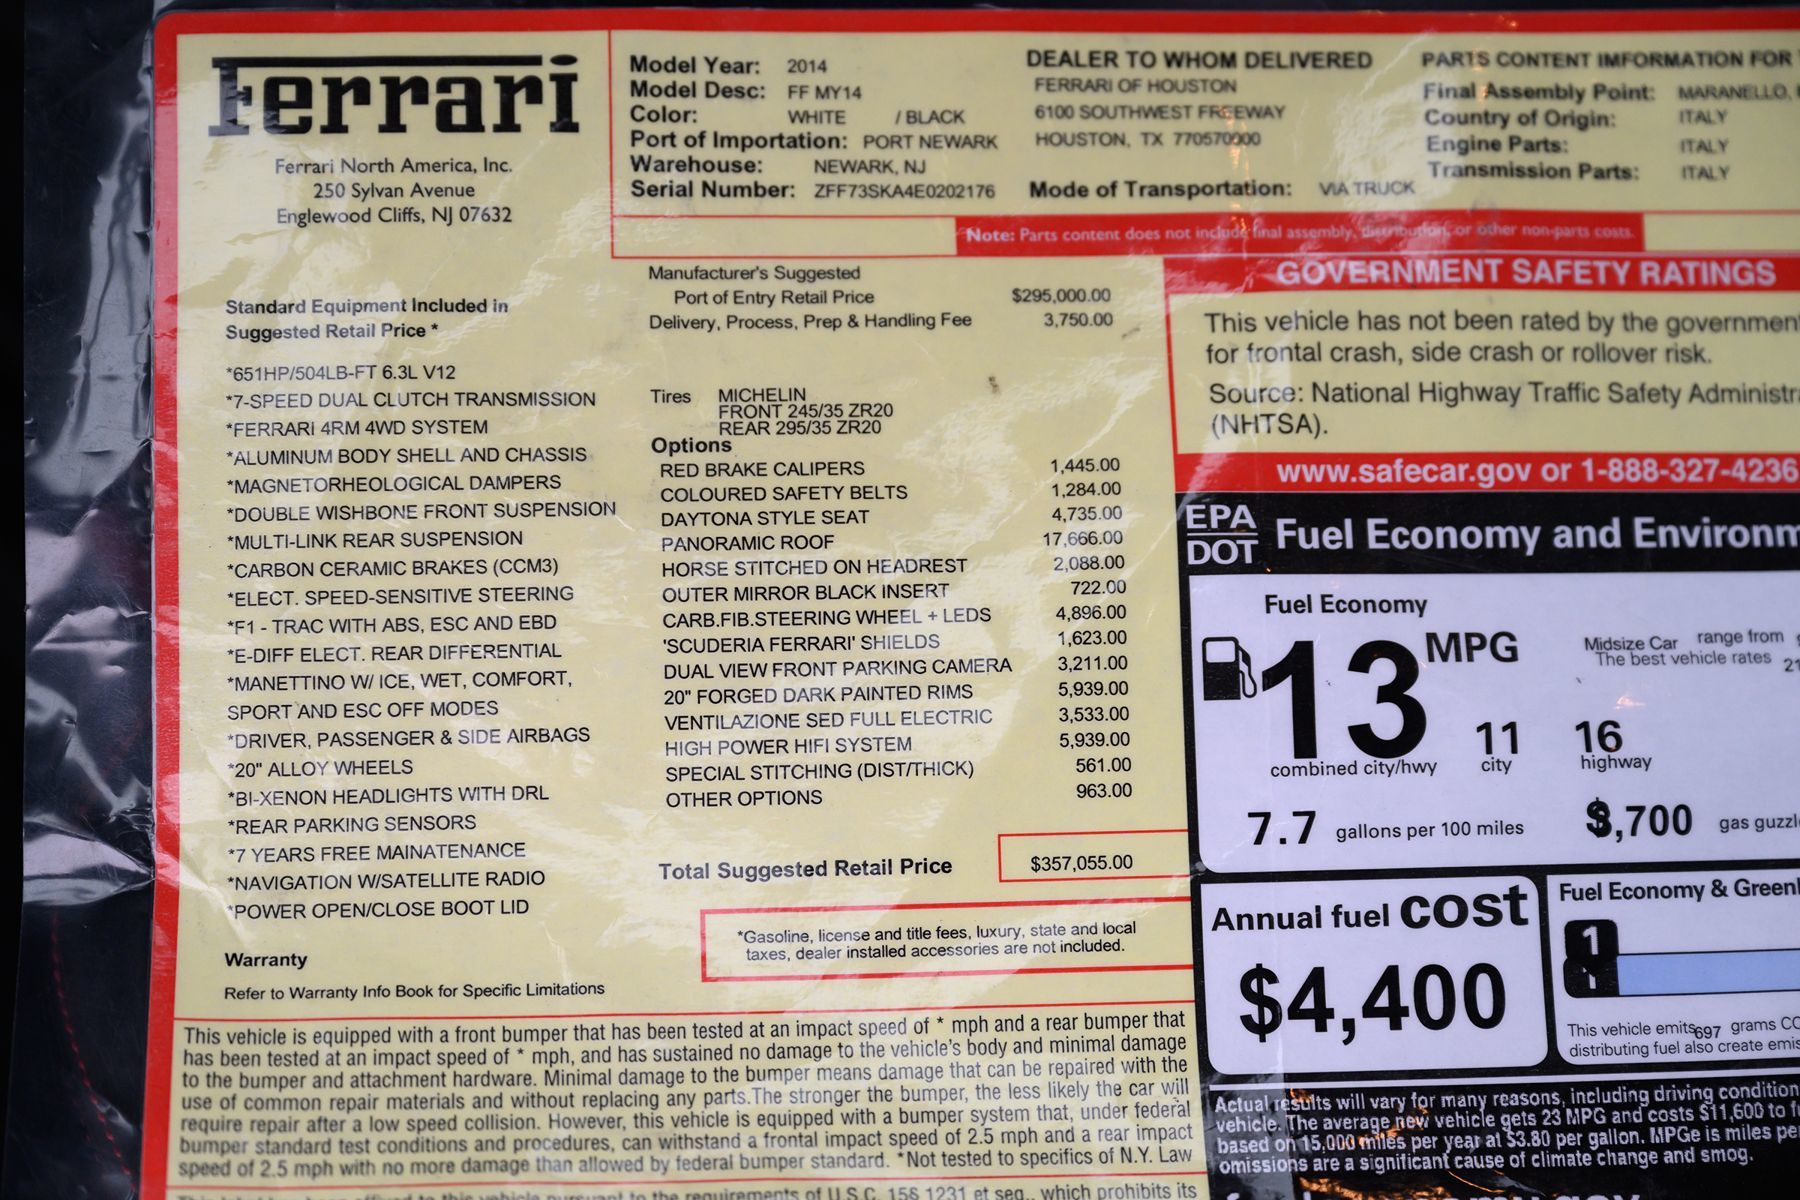 Ferrari
Ferrari North America, Inc.
250 Sylvan Avenue
Englewood Cliffs, NJ 07632
Model Year: 2014
Model Desc: FF MY14
Color: WHITE / BLACK
Port of Importation: PORT NEWARK
Warehouse: NEWARK, NJ
Serial Number: ZFF73SKA4E0202176
DEALER TO WHOM DELIVERED
FERRARI OF HOUSTON
6100 SOUTHWEST FREEWAY
HOUSTON, TX 770570000
Mode of Transportation: VIA TRUCK
PARTS CONTENT IMFORMATION FOR
Final Assembly Point: MARANELLO,
Country of Origin: ITALY
Engine Parts: ITALY
Transmission Parts: ITALY
Note: Parts content does not include final assembly, distribution, or other non-parts costs.
Standard Equipment Included in
Suggested Retail Price *
*651HP/504LB-FT 6.3L V12
*7-SPEED DUAL CLUTCH TRANSMISSION
*FERRARI 4RM 4WD SYSTEM
*ALUMINUM BODY SHELL AND CHASSIS
*MAGNETORHEOLOGICAL DAMPERS
*DOUBLE WISHBONE FRONT SUSPENSION
*MULTI-LINK REAR SUSPENSION
*CARBON CERAMIC BRAKES (CCM3)
*ELECT. SPEED-SENSITIVE STEERING
*F1 - TRAC WITH ABS, ESC AND EBD
*E-DIFF ELECT. REAR DIFFERENTIAL
*MANETTINO W/ ICE, WET, COMFORT,
SPORT AND ESC OFF MODES
*DRIVER, PASSENGER & SIDE AIRBAGS
*20" ALLOY WHEELS
*BI-XENON HEADLIGHTS WITH DRL
*REAR PARKING SENSORS
*7 YEARS FREE MAINATENANCE
*NAVIGATION W/SATELLITE RADIO
*POWER OPEN/CLOSE BOOT LID
Warranty
Refer to Warranty Info Book for Specific Limitations
Manufacturer's Suggested
Port of Entry Retail Price $295,000.00
Delivery, Process, Prep & Handling Fee 3,750.00
Tires MICHELIN
FRONT 245/35 ZR20
REAR 295/35 ZR20
Options
RED BRAKE CALIPERS 1,445.00
COLOURED SAFETY BELTS 1,284.00
DAYTONA STYLE SEAT 4,735.00
PANORAMIC ROOF 17,666.00
HORSE STITCHED ON HEADREST 2,088.00
OUTER MIRROR BLACK INSERT 722.00
CARB.FIB.STEERING WHEEL + LEDS 4,896.00
'SCUDERIA FERRARI' SHIELDS 1,623.00
DUAL VIEW FRONT PARKING CAMERA 3,211.00
20" FORGED DARK PAINTED RIMS 5,939.00
VENTILAZIONE SED FULL ELECTRIC 3,533.00
HIGH POWER HIFI SYSTEM 5,939.00
SPECIAL STITCHING (DIST/THICK) 561.00
OTHER OPTIONS 963.00
Total Suggested Retail Price $357,055.00
*Gasoline, license and title fees, luxury, state and local
taxes, dealer installed accessories are not included.
This vehicle is equipped with a front bumper that has been tested at an impact speed of * mph and a rear bumper that
has been tested at an impact speed of * mph, and has sustained no damage to the vehicle's body and minimal damage
to the bumper and attachment hardware. Minimal damage to the bumper means damage that can be repaired with the
use of common repair materials and without replacing any parts.The stronger the bumper, the less likely the car will
require repair after a low speed collision. However, this vehicle is equipped with a bumper system that, under federal
bumper standard test conditions and procedures, can withstand a frontal impact speed of 2.5 mph and a rear impact
speed of 2.5 mph with no more damage than allowed by federal bumper standard. *Not tested to specifics of N.Y. Law
to this vehicle pursuant to the requirements of U.S.C. 15§ 1231 et seq., which prohibits its
GOVERNMENT SAFETY RATINGS
This vehicle has not been rated by the government
for frontal crash, side crash or rollover risk.
Source: National Highway Traffic Safety Administra
(NHTSA).
www.safecar.gov or 1-888-327-4236
EPA
DOT
Fuel Economy and Environm
Fuel Economy
13 MPG
combined city/hwy
11
city
16
highway
Midsize Car range from
The best vehicle rates 21
7.7 gallons per 100 miles
$,700 gas guzzl
Annual fuel cost
$4,400
Fuel Economy & Green
1
1
This vehicle emits 697 grams CO
distributing fuel also create emis
Actual results will vary for many reasons, including driving condition
vehicle. The average new vehicle gets 23 MPG and costs $11,600 to f
based on 15,000 miles per year at $3.80 per gallon. MPGe is miles pe
omissions are a significant cause of climate change and smog.